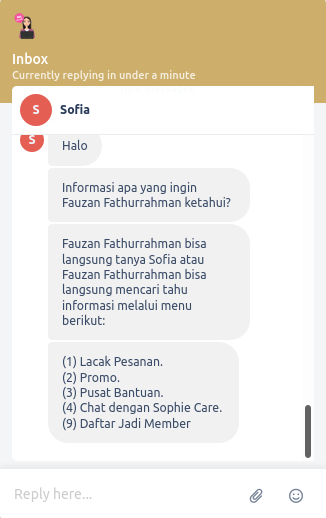 Inbox
Currently replying in under a minute
S
Sofia
S
Halo
Informasi apa yang ingin
Fauzan Fathurrahman ketahui?
Fauzan Fathurrahman bisa
langsung tanya Sofia atau
Fauzan Fathurrahman bisa
langsung mencari tahu
informasi melalui menu
berikut:
(1) Lacak Pesanan.
(2) Promo.
(3) Pusat Bantuan.
(4) Chat dengan Sophie Care.
(9) Daftar Jadi Member
Reply here...